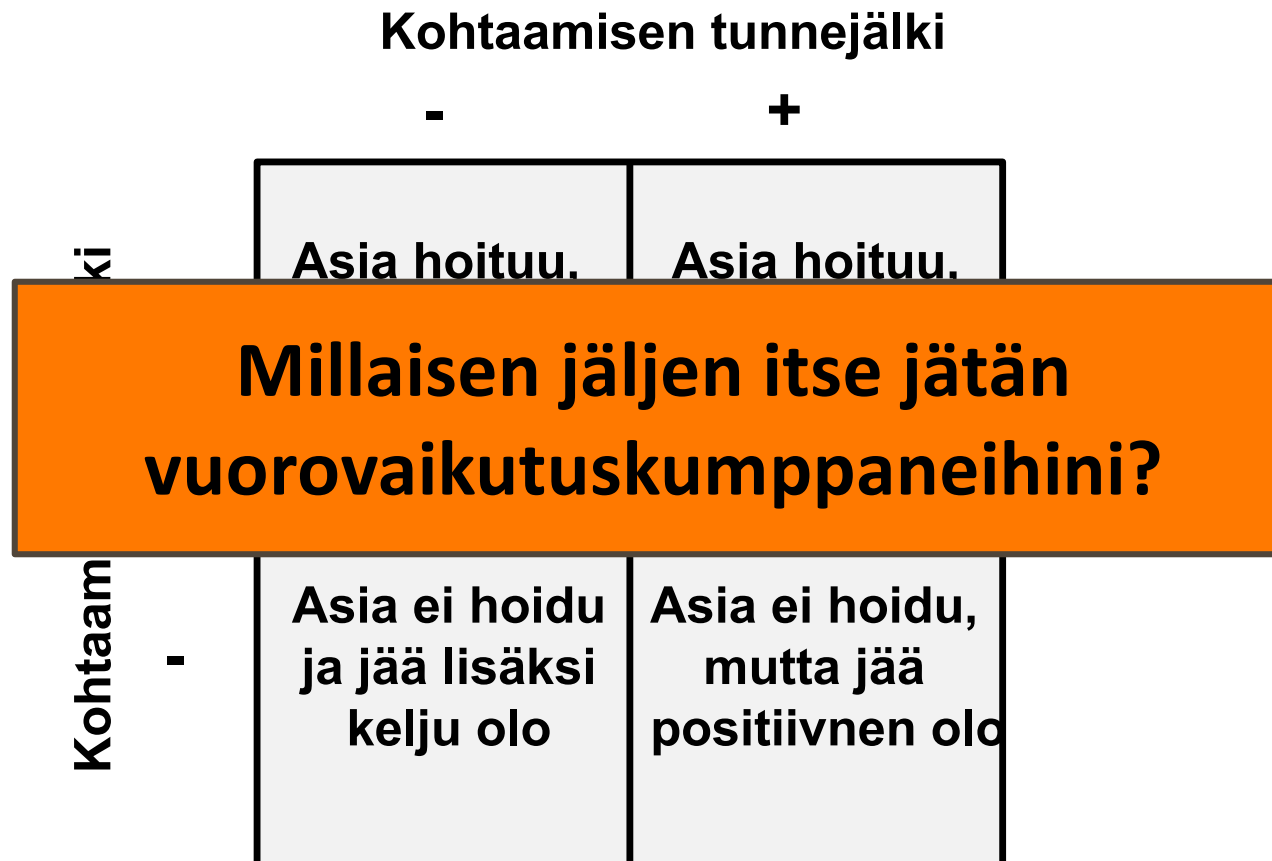 Kohtaamisen tunnejälki
- +
Asia hoituu, Asia hoituu,
Millaisen jäljen itse jätän
vuorovaikutuskumppaneihini?
-
Asia ei hoidu Asia ei hoidu,
ja jää lisäksi mutta jää
kelju olo positiivnen olo